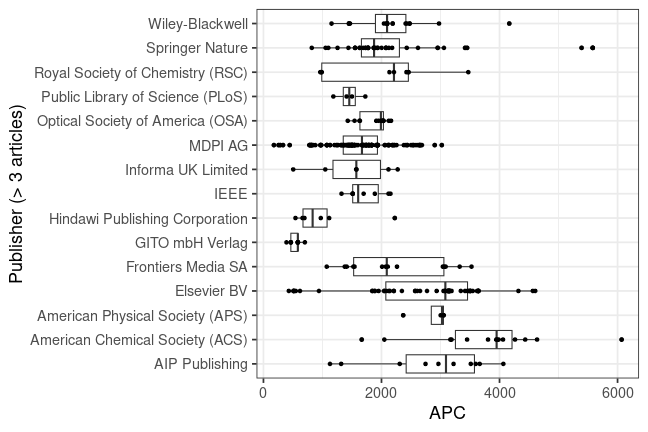 Publisher (> 3 articles)
Wiley-Blackwell
Springer Nature
Royal Society of Chemistry (RSC)
Public Library of Science (PLoS)
Optical Society of America (OSA)
MDPI AG
Informa UK Limited
IEEE
Hindawi Publishing Corporation
GITO mbH Verlag
Frontiers Media SA
Elsevier BV
American Physical Society (APS)
American Chemical Society (ACS)
AIP Publishing
0 2000 4000 6000
APC